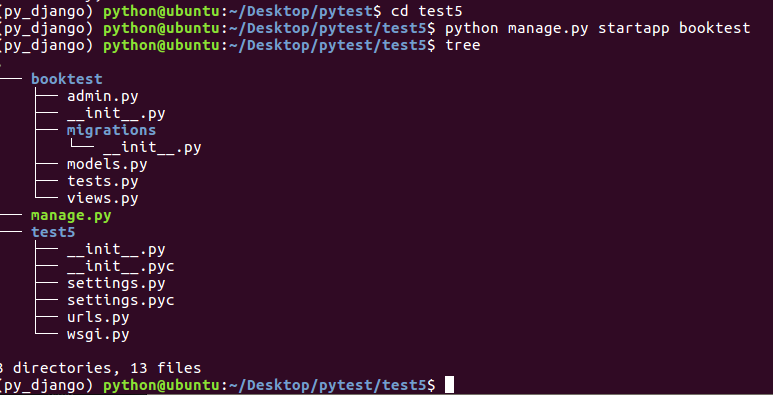 (py_django) python@ubuntu:~/Desktop/pytest$ cd test5
(py_django) python@ubuntu:~/Desktop/pytest/test5$ python manage.py startapp booktest
(py_django) python@ubuntu:~/Desktop/pytest/test5$ tree
.
├── booktest
│   ├── admin.py
│   ├── __init__.py
│   ├── migrations
│   │   └── __init__.py
│   ├── models.py
│   ├── tests.py
│   └── views.py
├── manage.py
└── test5
    ├── __init__.py
    ├── __init__.pyc
    ├── settings.py
    ├── settings.pyc
    ├── urls.py
    └── wsgi.py
3 directories, 13 files
(py_django) python@ubuntu:~/Desktop/pytest/test5$